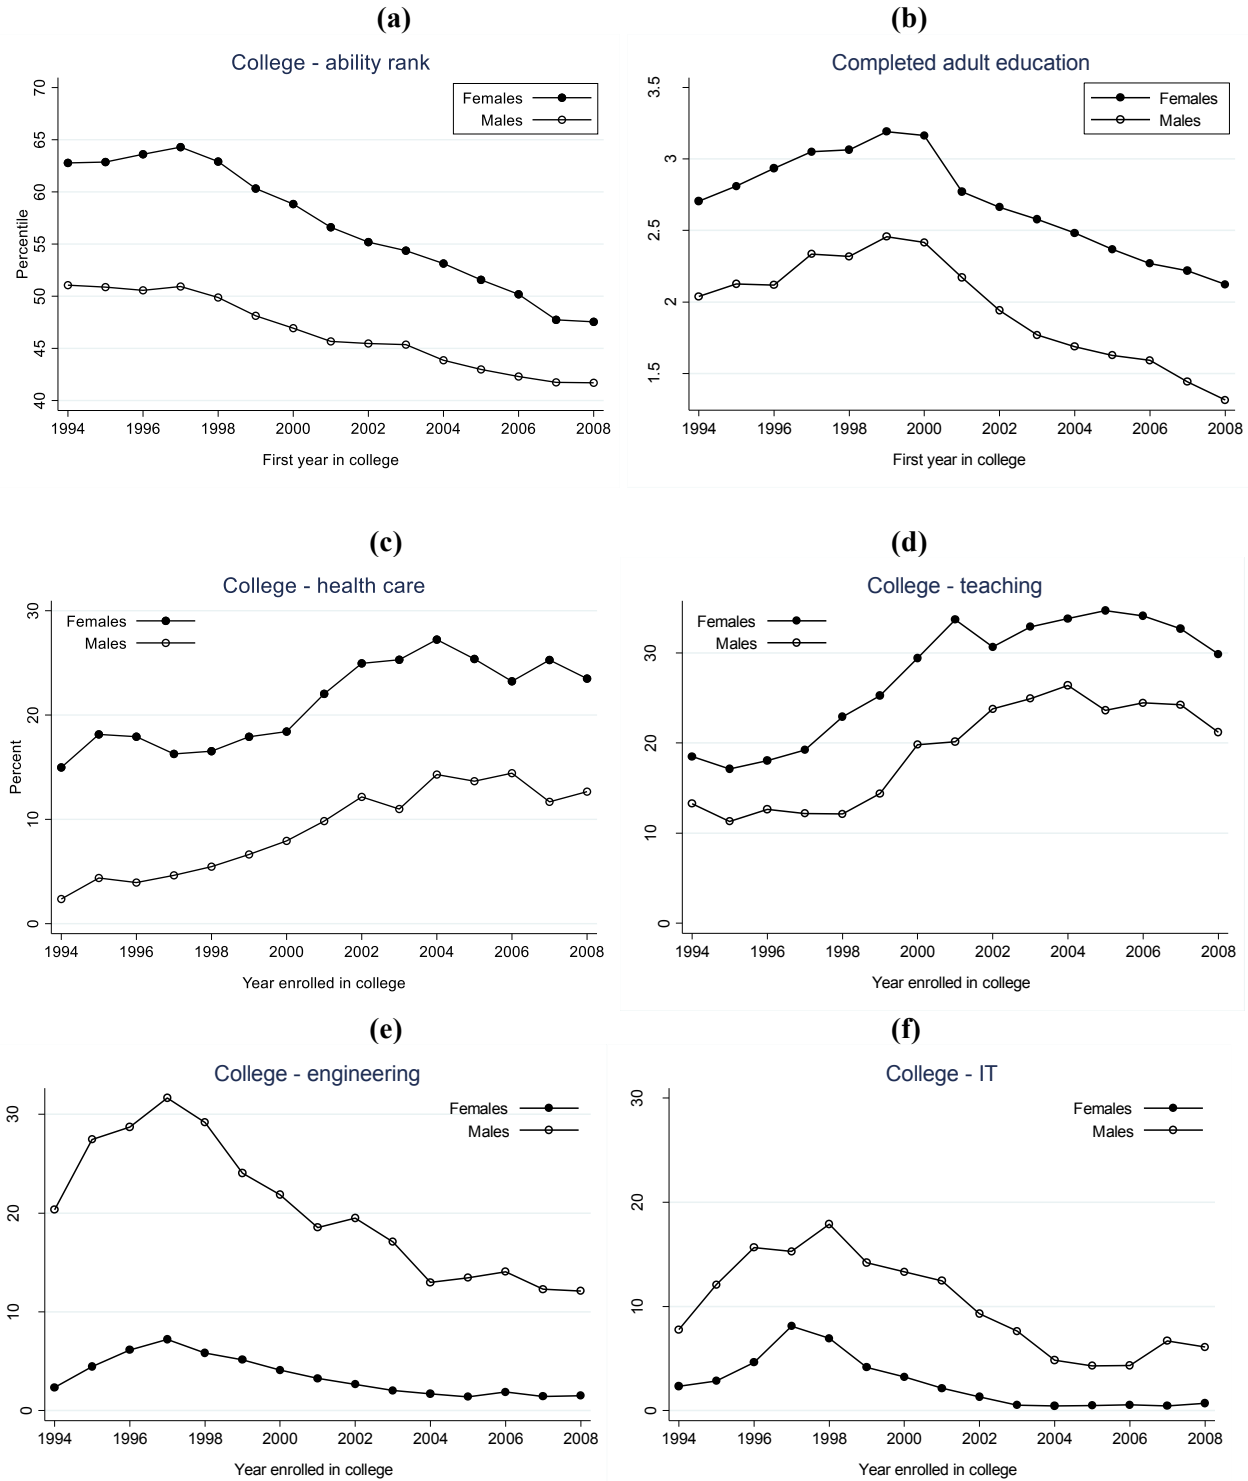 (a)
College - ability rank
Females
Males
Percentile
70
65
60
55
50
45
40
1994 1996 1998 2000 2002 2004 2006 2008
First year in college
(b)
Completed adult education
Females
Males
3.5
3
2.5
2
1.5
1994 1996 1998 2000 2002 2004 2006 2008
First year in college
(c)
College - health care
Females
Males
Percent
30
20
10
0
1994 1996 1998 2000 2002 2004 2006 2008
Year enrolled in college
(d)
College - teaching
Females
Males
30
20
10
0
1994 1996 1998 2000 2002 2004 2006 2008
Year enrolled in college
(e)
College - engineering
Females
Males
30
20
10
0
1994 1996 1998 2000 2002 2004 2006 2008
Year enrolled in college
(f)
College - IT
Females
Males
30
20
10
0
1994 1996 1998 2000 2002 2004 2006 2008
Year enrolled in college